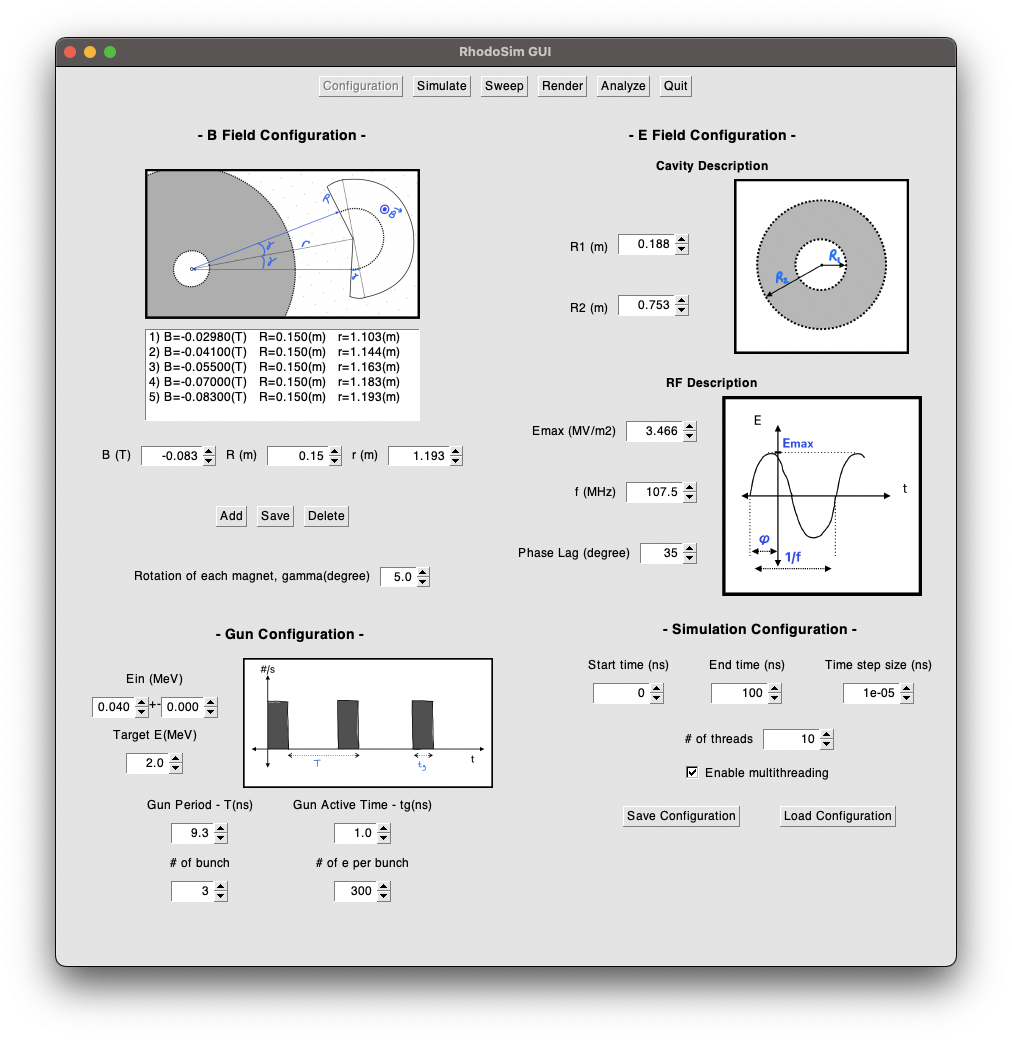 RhodoSim GUI
Configuration Simulate Sweep Render Analyze Quit
- B Field Configuration -
R
B
γ
γ
r
r
1) B=-0.02980(T) R=0.150(m) r=1.103(m)
2) B=-0.04100(T) R=0.150(m) r=1.144(m)
3) B=-0.05500(T) R=0.150(m) r=1.163(m)
4) B=-0.07000(T) R=0.150(m) r=1.183(m)
5) B=-0.08300(T) R=0.150(m) r=1.193(m)
B (T) -0.083 R (m) 0.15 r (m) 1.193
Add Save Delete
Rotation of each magnet, gamma(degree) 5.0
- Gun Configuration -
Ein (MeV)
0.040 +- 0.000
Target E(MeV)
2.0
#/s
T
tg
t
Gun Period - T(ns) Gun Active Time - tg(ns)
9.3 1.0
# of bunch # of e per bunch
3 300
- E Field Configuration -
Cavity Description
R1 (m) 0.188
R2 (m) 0.753
R1
R2
RF Description
Emax (MV/m2) 3.466
f (MHz) 107.5
Phase Lag (degree) 35
E
Emax
t
φ
1/f
- Simulation Configuration -
Start time (ns) End time (ns) Time step size (ns)
0 100 1e-05
# of threads 10
Enable multithreading
Save Configuration Load Configuration